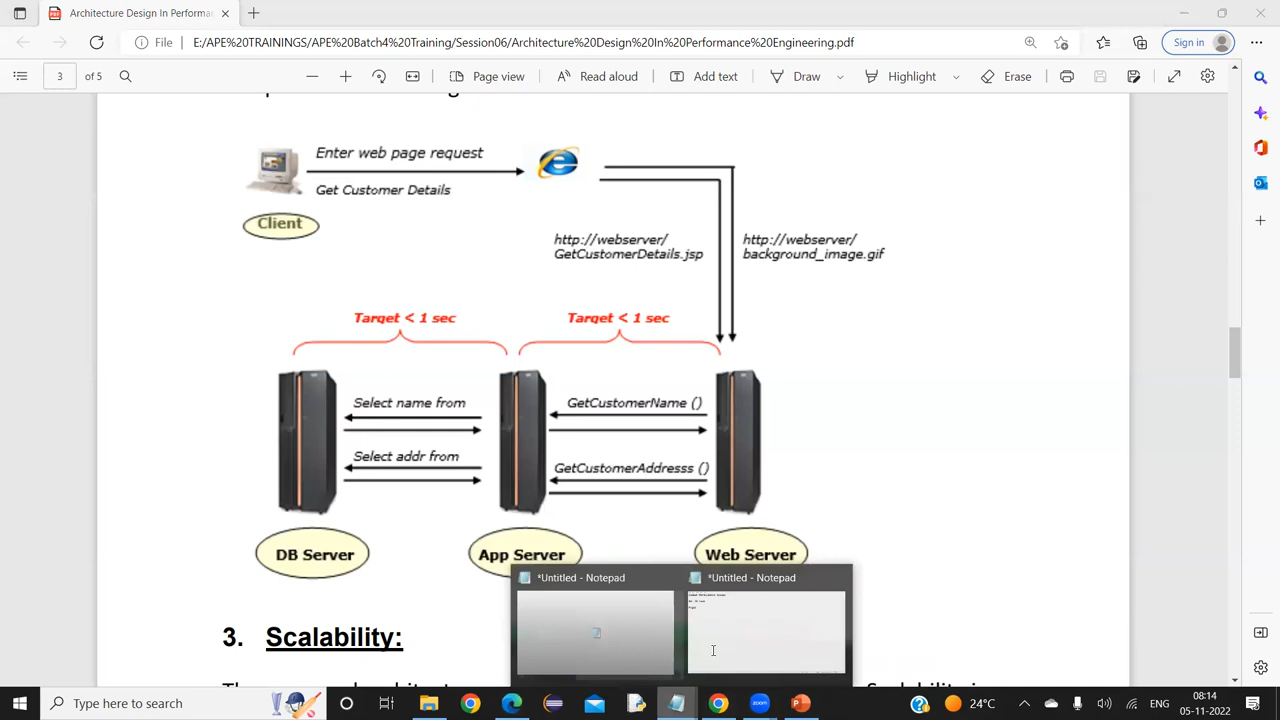 Architecture Design In Performa
Sign in
File
E:/APE%20TRAININGS/APE%20Batch4%20Training/Session06/Architecture%20Design%20In%20Performance%20Engineering.pdf
3 of 5
Page view
Read aloud
Add text
Draw
Highlight
Erase
Enter web page request
Get Customer Details
Client
http://webserver/
GetCustomerDetails.jsp
http://webserver/
background_image.gif
Target < 1 sec
Target < 1 sec
Select name from
GetCustomerName ()
Select addr from
GetCustomerAddresss ()
DB Server
App Server
Web Server
*Untitled - Notepad
*Untitled - Notepad
3. Scalability:
Type here to search
24°C
08:14
05-11-2022